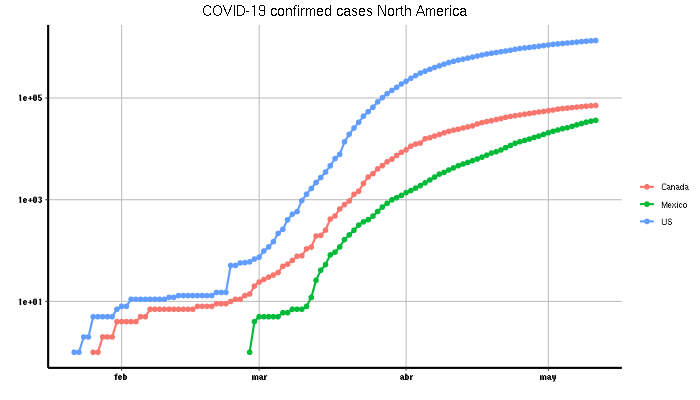 COVID-19 confirmed cases North America
1e+05
1e+03
1e+01
feb
mar
abr
may
Canada
Mexico
US